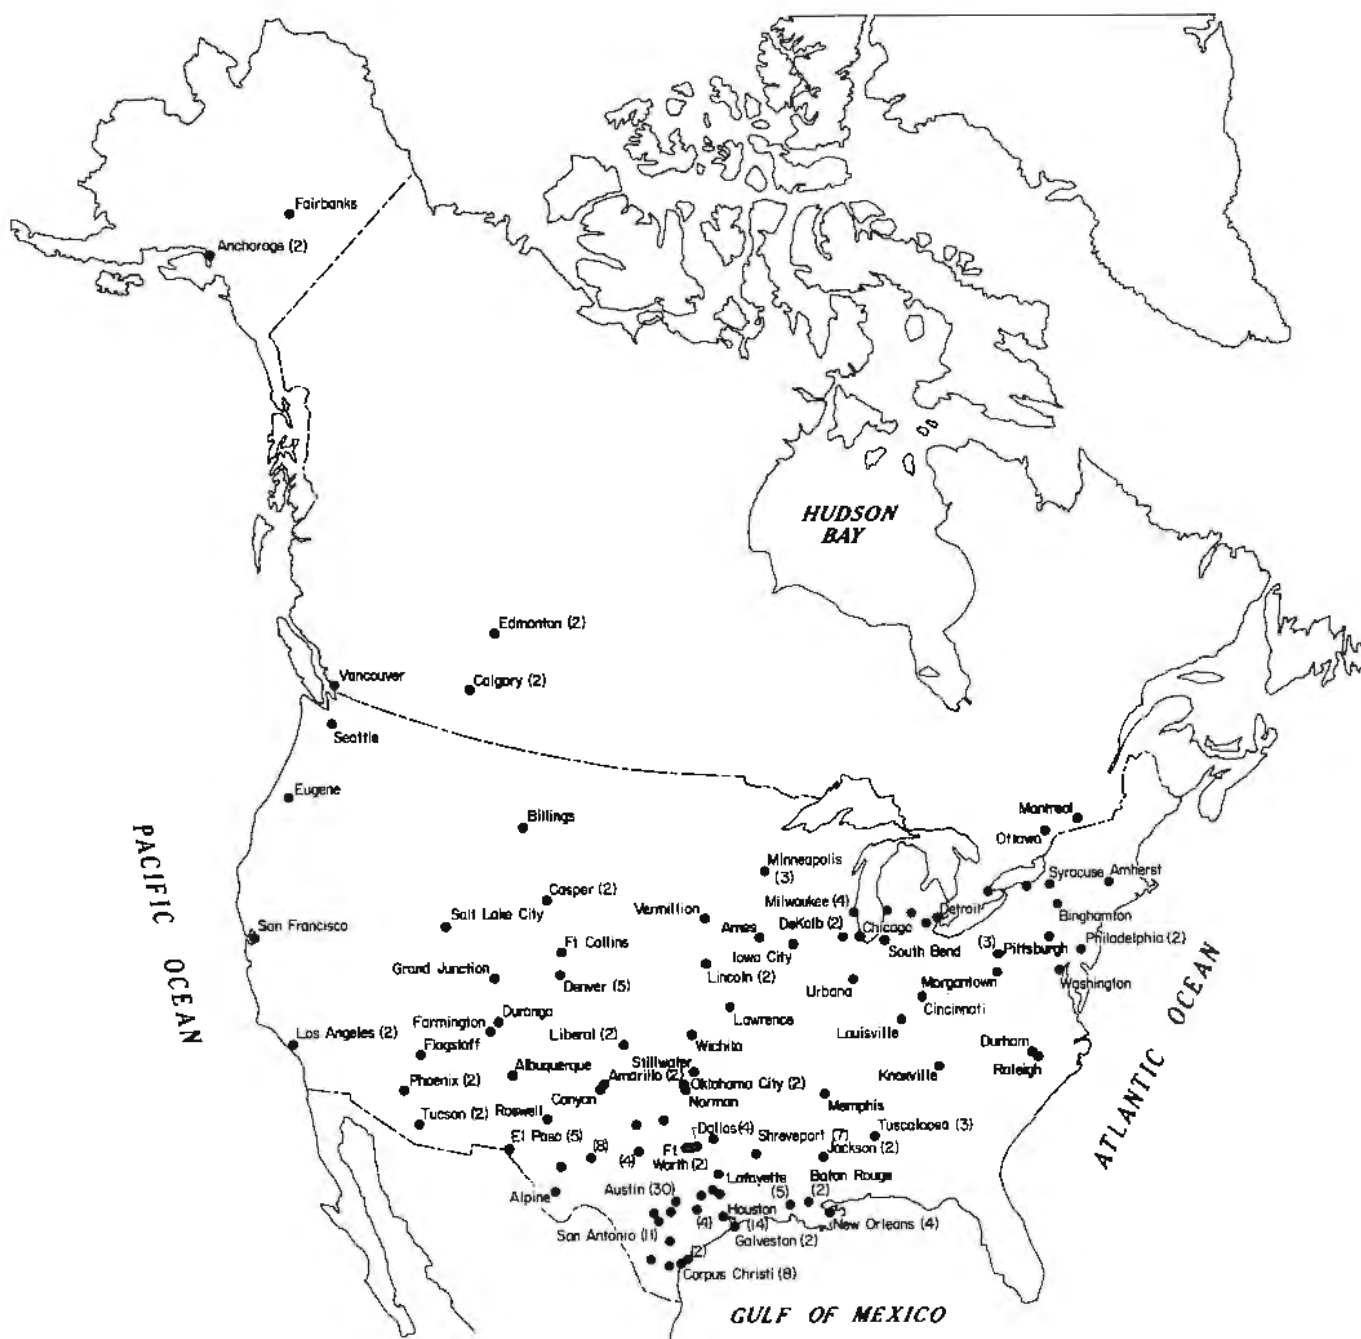 Fairbanks
Anchorage (2)
HUDSON
BAY
Edmonton (2)
Vancouver
Calgary (2)
Seattle
Eugene
Billings
Montreal
Ottawa
PACIFIC OCEAN
Minneapolis
(3)
Syracuse
Amherst
Casper (2)
Milwaukee (4)
Vermillion
Detroit
Binghamton
Salt Lake City
San Francisco
Ames
DeKalb (2)
Chicago
Ft Collins
Iowa City
South Bend
(3)
Pittsburgh
Philadelphia (2)
Grand Junction
Denver (5)
Lincoln (2)
Urbana
Morgantown
Washington
Cincinnati
Durango
Farmington
Lawrence
Louisville
Los Angeles (2)
Flagstaff
Liberal (2)
Wichita
Durham
Raleigh
ATLANTIC OCEAN
Albuquerque
Stillwater
Knoxville
Phoenix (2)
Amarillo (2)
Oklahoma City (2)
Canyon
Norman
Memphis
Tucson (2)
Roswell
Dallas (4)
Tuscaloosa (3)
El Paso (5)
(8)
(4)
Ft
Worth (2)
Shreveport (7)
Jackson (2)
Lafayette
Baton Rouge
Alpine
Austin (30)
(5)
(2)
Houston
(14)
(4)
New Orleans (4)
San Antonio (11)
Galveston (2)
(2)
Corpus Christi (8)
GULF OF MEXICO